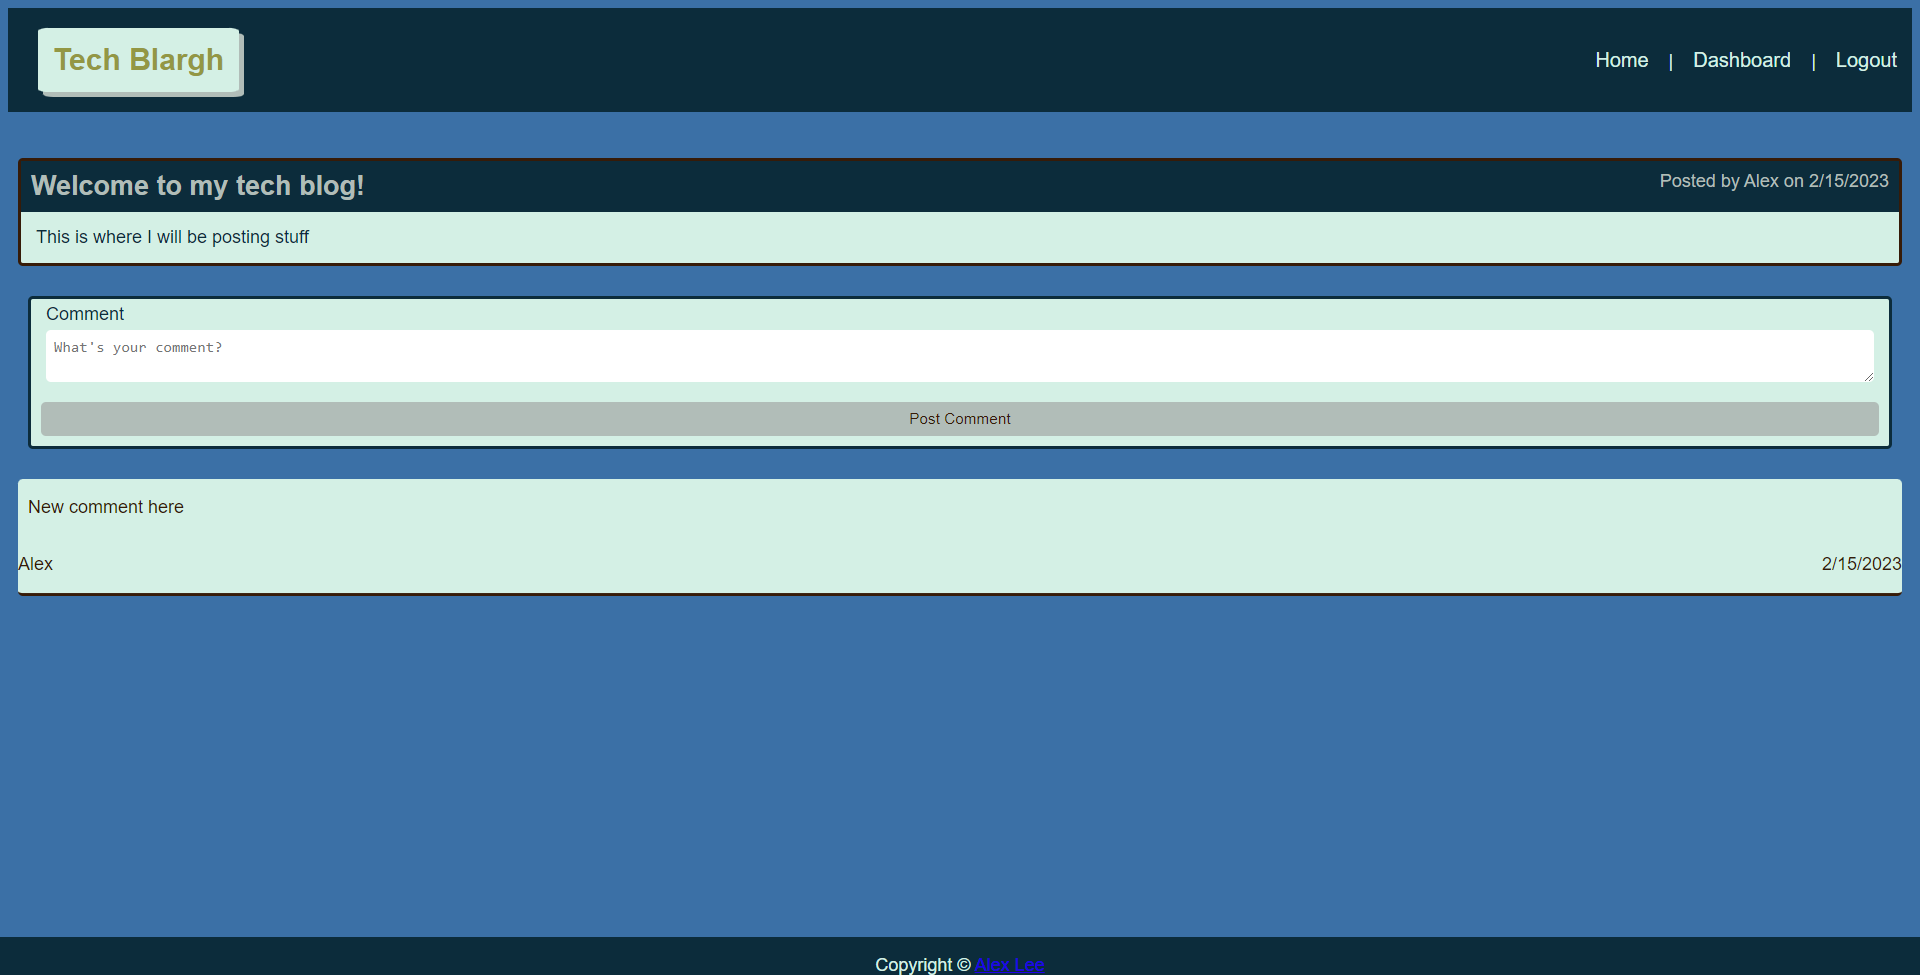 Tech Blargh
Home | Dashboard | Logout
Welcome to my tech blog!
Posted by Alex on 2/15/2023
This is where I will be posting stuff
Comment
What's your comment?
Post Comment
New comment here
Alex
2/15/2023
Copyright © Alex Lee